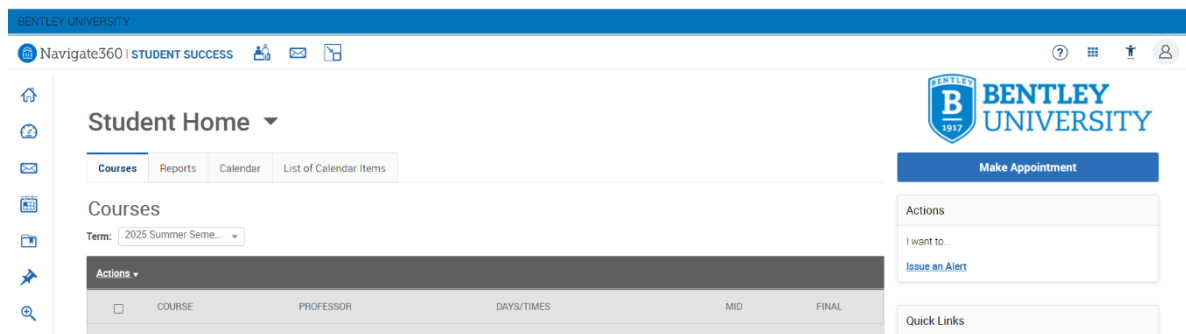 BENTLEY UNIVERSITY
Navigate360 | STUDENT SUCCESS
?
BENTLEY
B
1917
BENTLEY
UNIVERSITY
Student Home
Make Appointment
Courses Reports Calendar List of Calendar Items
Courses
Term: 2025 Summer Seme...
Actions
COURSE PROFESSOR DAYS/TIMES MID FINAL
Actions
I want to...
Issue an Alert
Quick Links